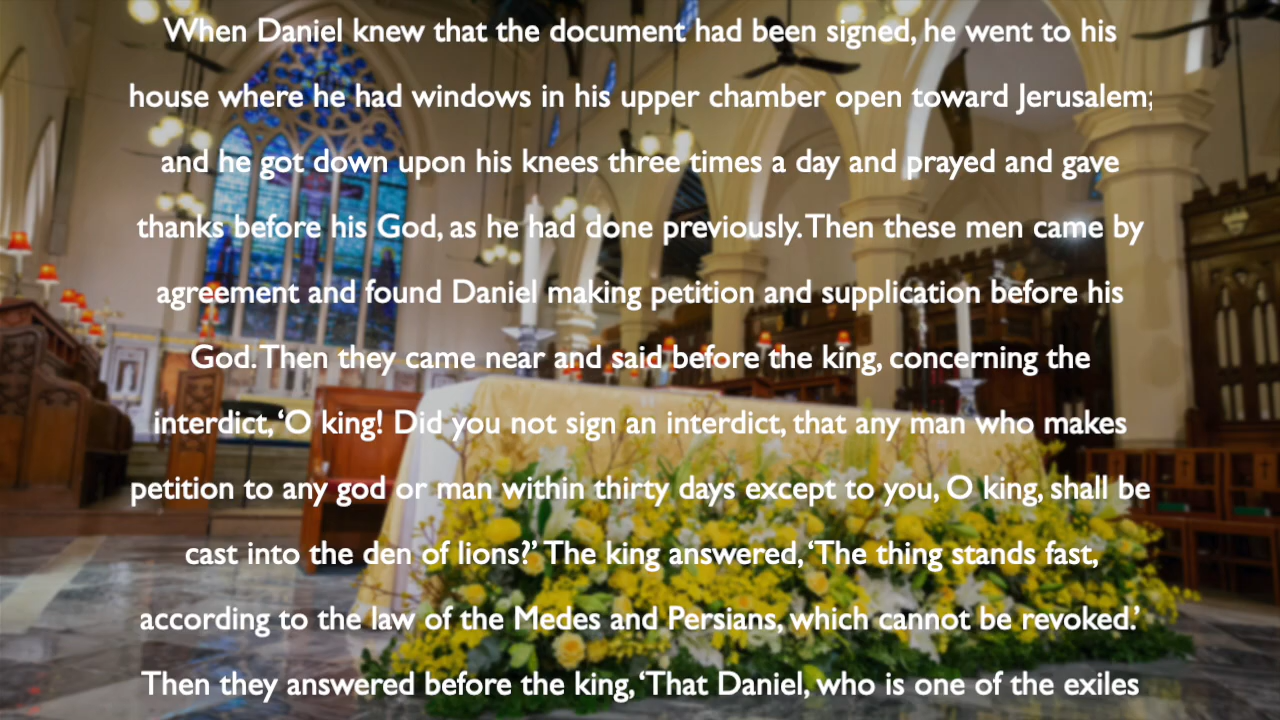 When Daniel knew that the document had been signed, he went to his
house where he had windows in his upper chamber open toward Jerusalem;
and he got down upon his knees three times a day and prayed and gave
thanks before his God, as he had done previously. Then these men came by
agreement and found Daniel making petition and supplication before his
God. Then they came near and said before the king, concerning the
interdict, ‘O king! Did you not sign an interdict, that any man who makes
petition to any god or man within thirty days except to you, O king, shall be
cast into the den of lions?’ The king answered, ‘The thing stands fast,
according to the law of the Medes and Persians, which cannot be revoked.’
Then they answered before the king, ‘That Daniel, who is one of the exiles